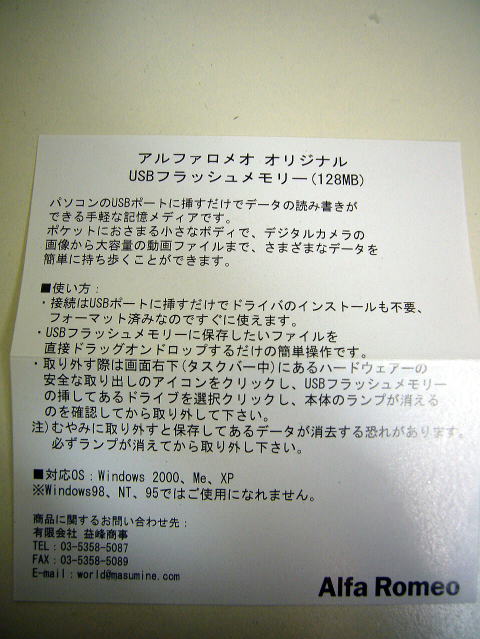 アルファロメオ オリジナル
USBフラッシュメモリー(128MB)
パソコンのUSBポートに挿すだけでデータの読み書きが
できる手軽な記憶メディアです。
ポケットにおさまる小さなボディで、デジタルカメラの
画像から大容量の動画ファイルまで、さまざまなデータを
簡単に持ち歩くことができます。
■使い方：
・接続はUSBポートに挿すだけでドライバのインストールも不要、
フォーマット済みなのですぐに使えます。
・USBフラッシュメモリーに保存したいファイルを
直接ドラッグオンドロップするだけの簡単操作です。
・取り外す際は画面右下(タスクバー中)にあるハードウェアーの
安全な取り出しのアイコンをクリックし、USBフラッシュメモリー
の挿してあるドライブを選択クリックし、本体のランプが消える
のを確認してから取り外して下さい。
注)むやみに取り外すと保存してあるデータが消去する恐れがあります。
必ずランプが消えてから取り外し下さい。
■対応OS：Windows 2000、Me、XP
※Windows98、NT、95ではご使用になれません。
商品に関するお問い合わせ先：
有限会社 益峰商事
TEL：03-5358-5087
FAX：03-5358-5089
E-mail：world@masumine.com
Alfa Romeo